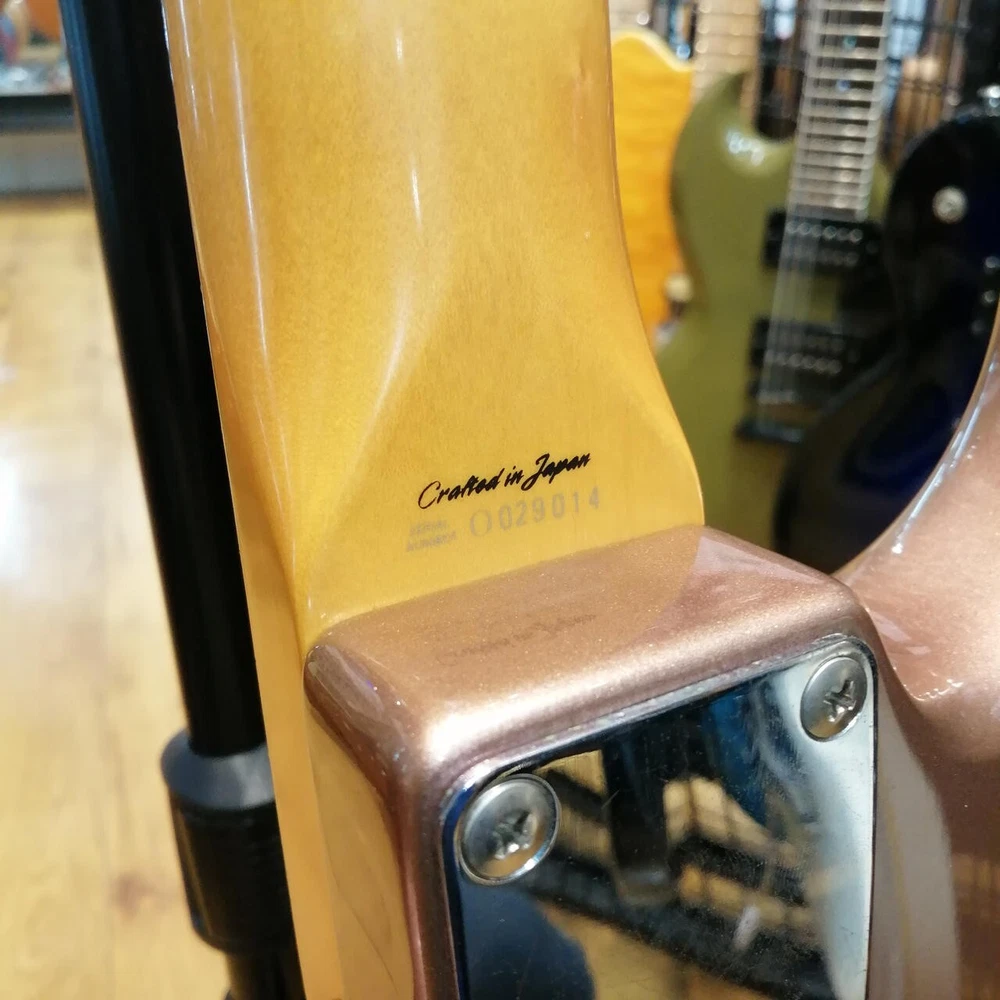 Crafted in Japan
SERIAL
NUMBER
O029014